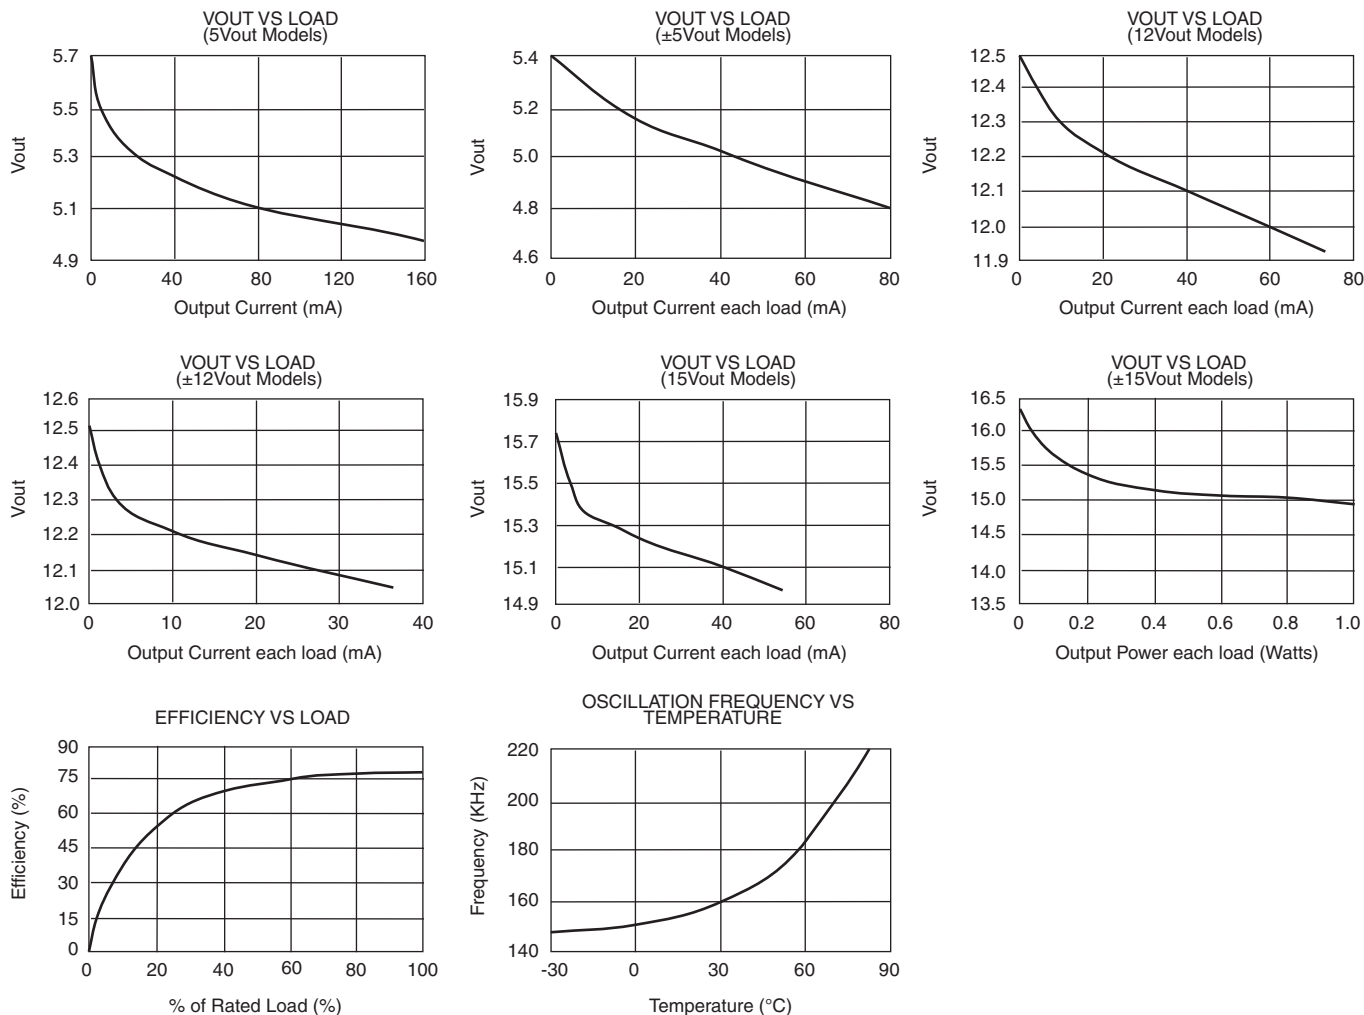 VOUT VS LOAD
(5Vout Models)
5.7
5.5
5.3
5.1
4.9
Vout
0 40 80 120 160
Output Current (mA)
VOUT VS LOAD
(±5Vout Models)
5.4
5.2
5.0
4.8
4.6
Vout
0 20 40 60 80
Output Current each load (mA)
VOUT VS LOAD
(12Vout Models)
12.5
12.4
12.3
12.2
12.1
12.0
11.9
Vout
0 20 40 60 80
Output Current each load (mA)
VOUT VS LOAD
(±12Vout Models)
12.6
12.5
12.4
12.3
12.2
12.1
12.0
Vout
0 10 20 30 40
Output Current each load (mA)
VOUT VS LOAD
(15Vout Models)
15.9
15.7
15.5
15.3
15.1
14.9
Vout
0 20 40 60 80
Output Current each load (mA)
VOUT VS LOAD
(±15Vout Models)
16.5
16.0
15.5
15.0
14.5
14.0
13.5
Vout
0 0.2 0.4 0.6 0.8 1.0
Output Power each load (Watts)
EFFICIENCY VS LOAD
90
75
60
45
30
15
0
Efficiency (%)
0 20 40 60 80 100
% of Rated Load (%)
OSCILLATION FREQUENCY VS
TEMPERATURE
220
200
180
160
140
Frequency (KHz)
-30 0 30 60 90
Temperature (°C)